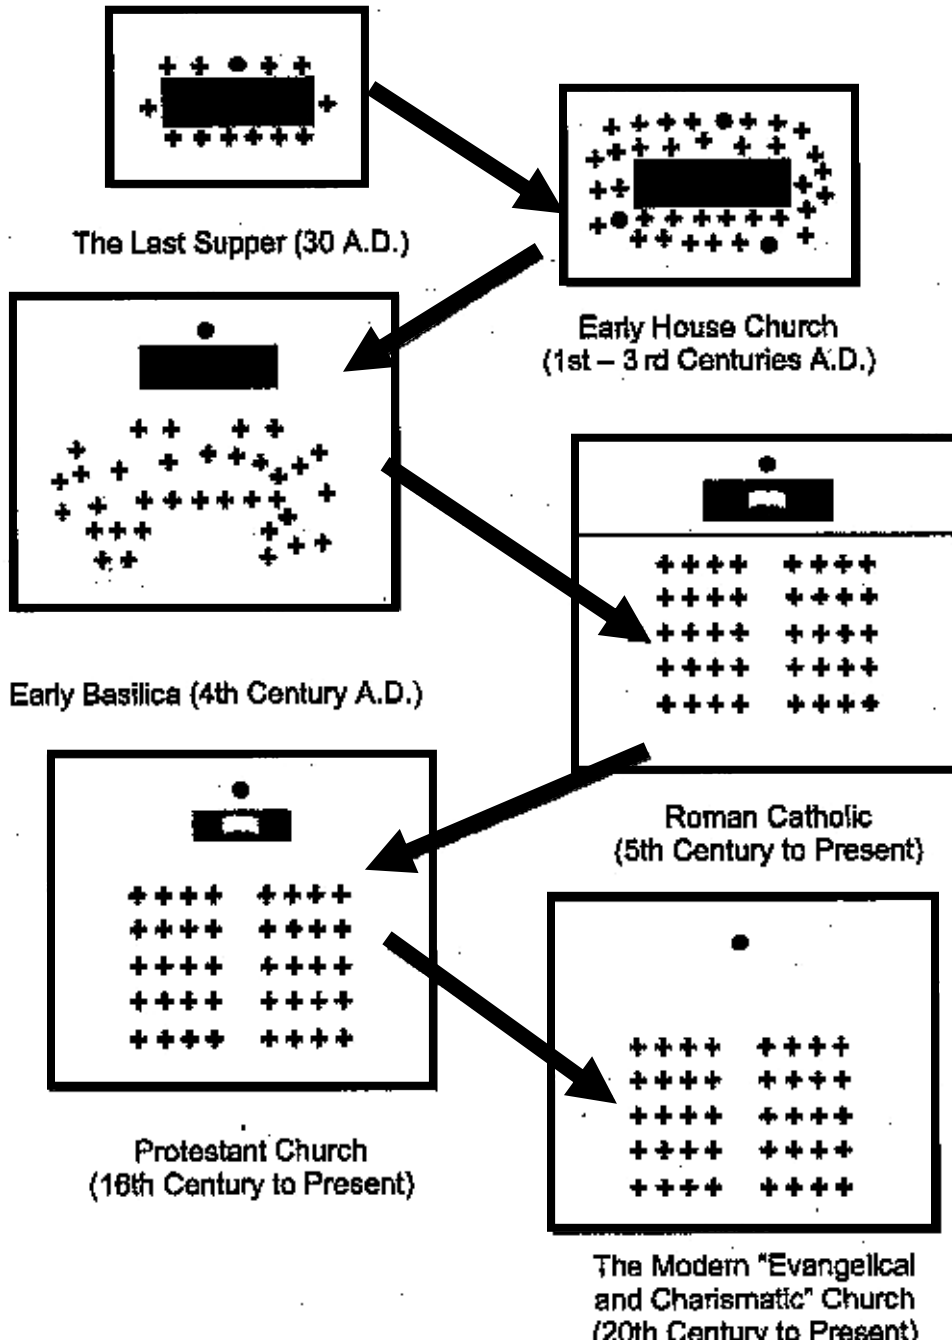 The Last Supper (30 A.D.)
Early House Church
(1st – 3 rd Centuries A.D.)
Early Basilica (4th Century A.D.)
Roman Catholic
(5th Century to Present)
Protestant Church
(16th Century to Present)
The Modern "Evangelical
and Charismatic" Church
(20th Century to Present)